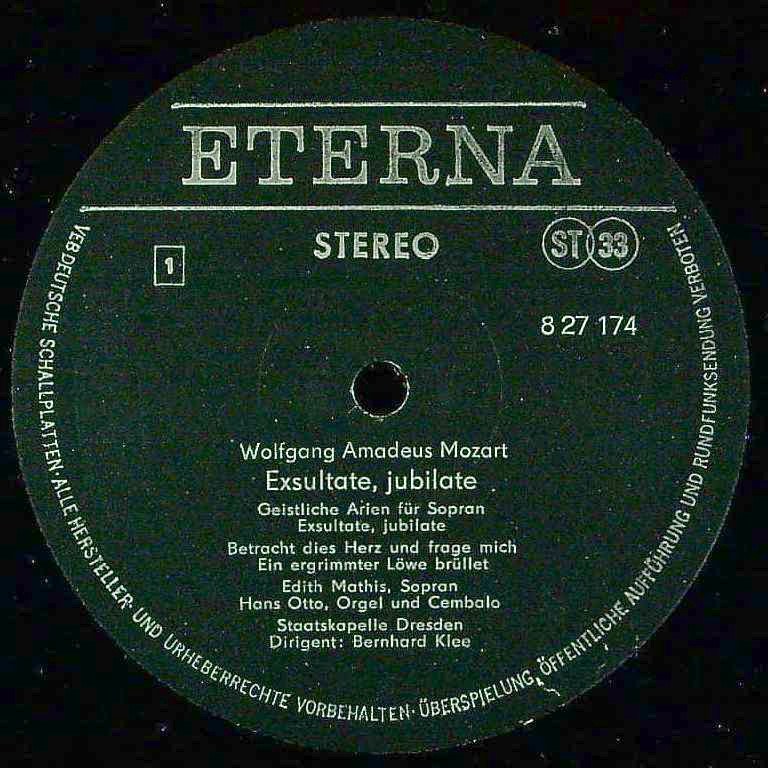 ETERNA
STEREO
ST 33
1
8 27 174
Wolfgang Amadeus Mozart
Exsultate, jubilate
Geistliche Arien für Sopran
Exsultate, jubilate
Betracht dies Herz und frage mich
Ein ergrimmter Löwe brüllet
Edith Mathis, Sopran
Hans Otto, Orgel und Cembalo
Staatskapelle Dresden
Dirigent: Bernhard Klee
VEB DEUTSCHE SCHALLPLATTEN · ALLE HERSTELLER- UND URHEBERRECHTE VORBEHALTEN · ÜBERSPIELUNG, ÖFFENTLICHE AUFFÜHRUNG UND RUNDFUNKSENDUNG VERBOTEN